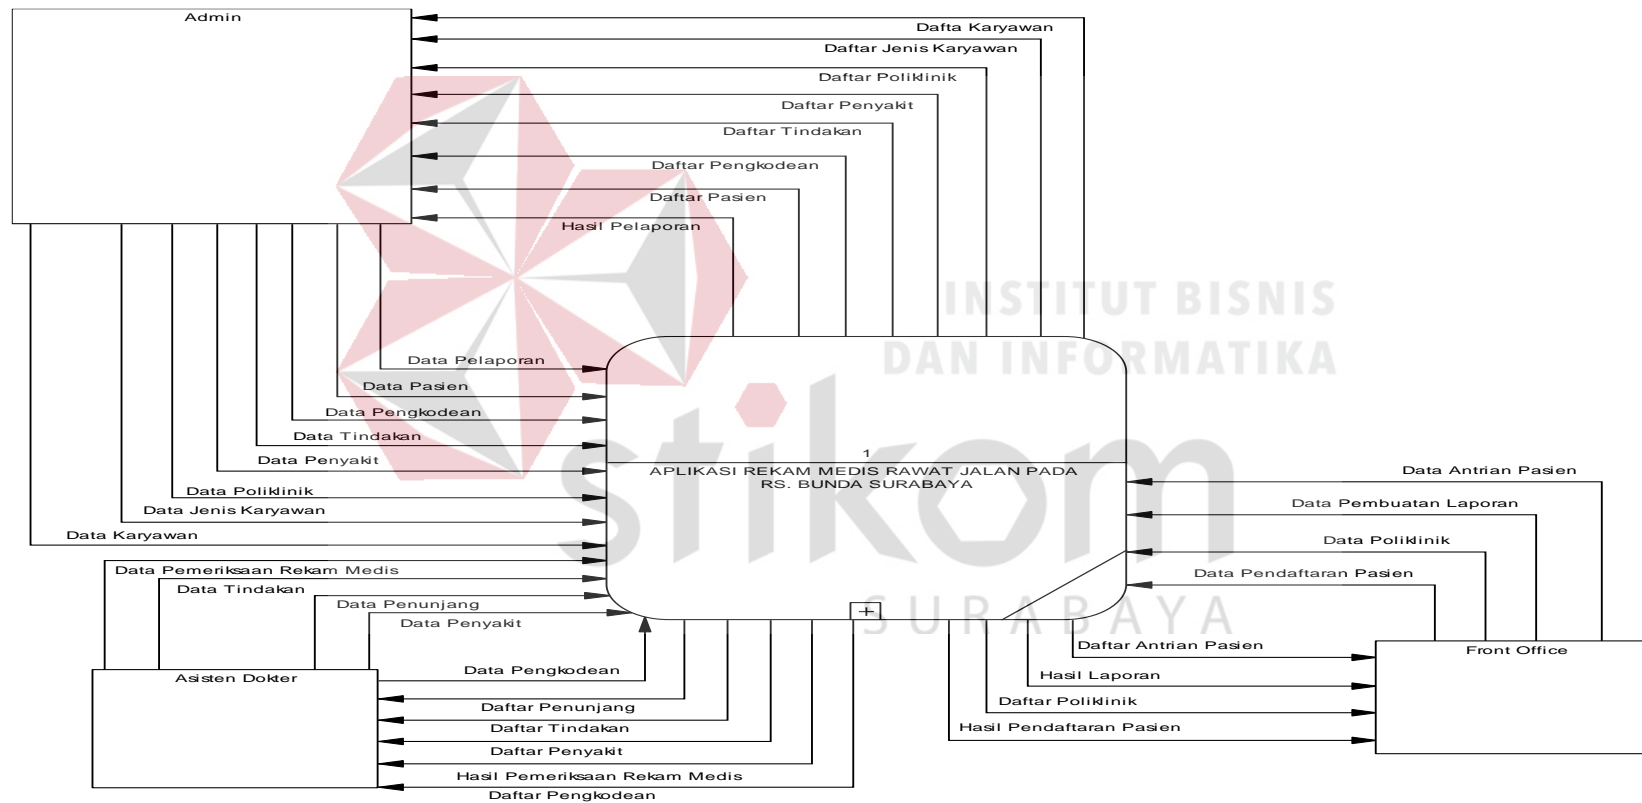 Admin
Dafta Karyawan
Daftar Jenis Karyawan
Daftar Poliklinik
Daftar Penyakit
Daftar Tindakan
Daftar Pengkodean
Daftar Pasien
Hasil Pelaporan
INSTITUT BISNIS
DAN INFORMATIKA
Data Pelaporan
Data Pasien
Data Pengkodean
Data Tindakan
Data Penyakit
Data Poliklinik
Data Jenis Karyawan
Data Karyawan
1
APLIKASI REKAM MEDIS RAWAT JALAN PADA
RS. BUNDA SURABAYA
stikom
SURABAYA
Data Antrian Pasien
Data Pembuatan Laporan
Data Poliklinik
Data Pendaftaran Pasien
Data Pemeriksaan Rekam Medis
Data Tindakan
Data Penunjang
Data Penyakit
Data Pengkodean
Asisten Dokter
Daftar Penunjang
Daftar Tindakan
Daftar Penyakit
Hasil Pemeriksaan Rekam Medis
Daftar Pengkodean
Daftar Antrian Pasien
Hasil Laporan
Daftar Poliklinik
Hasil Pendaftaran Pasien
Front Office